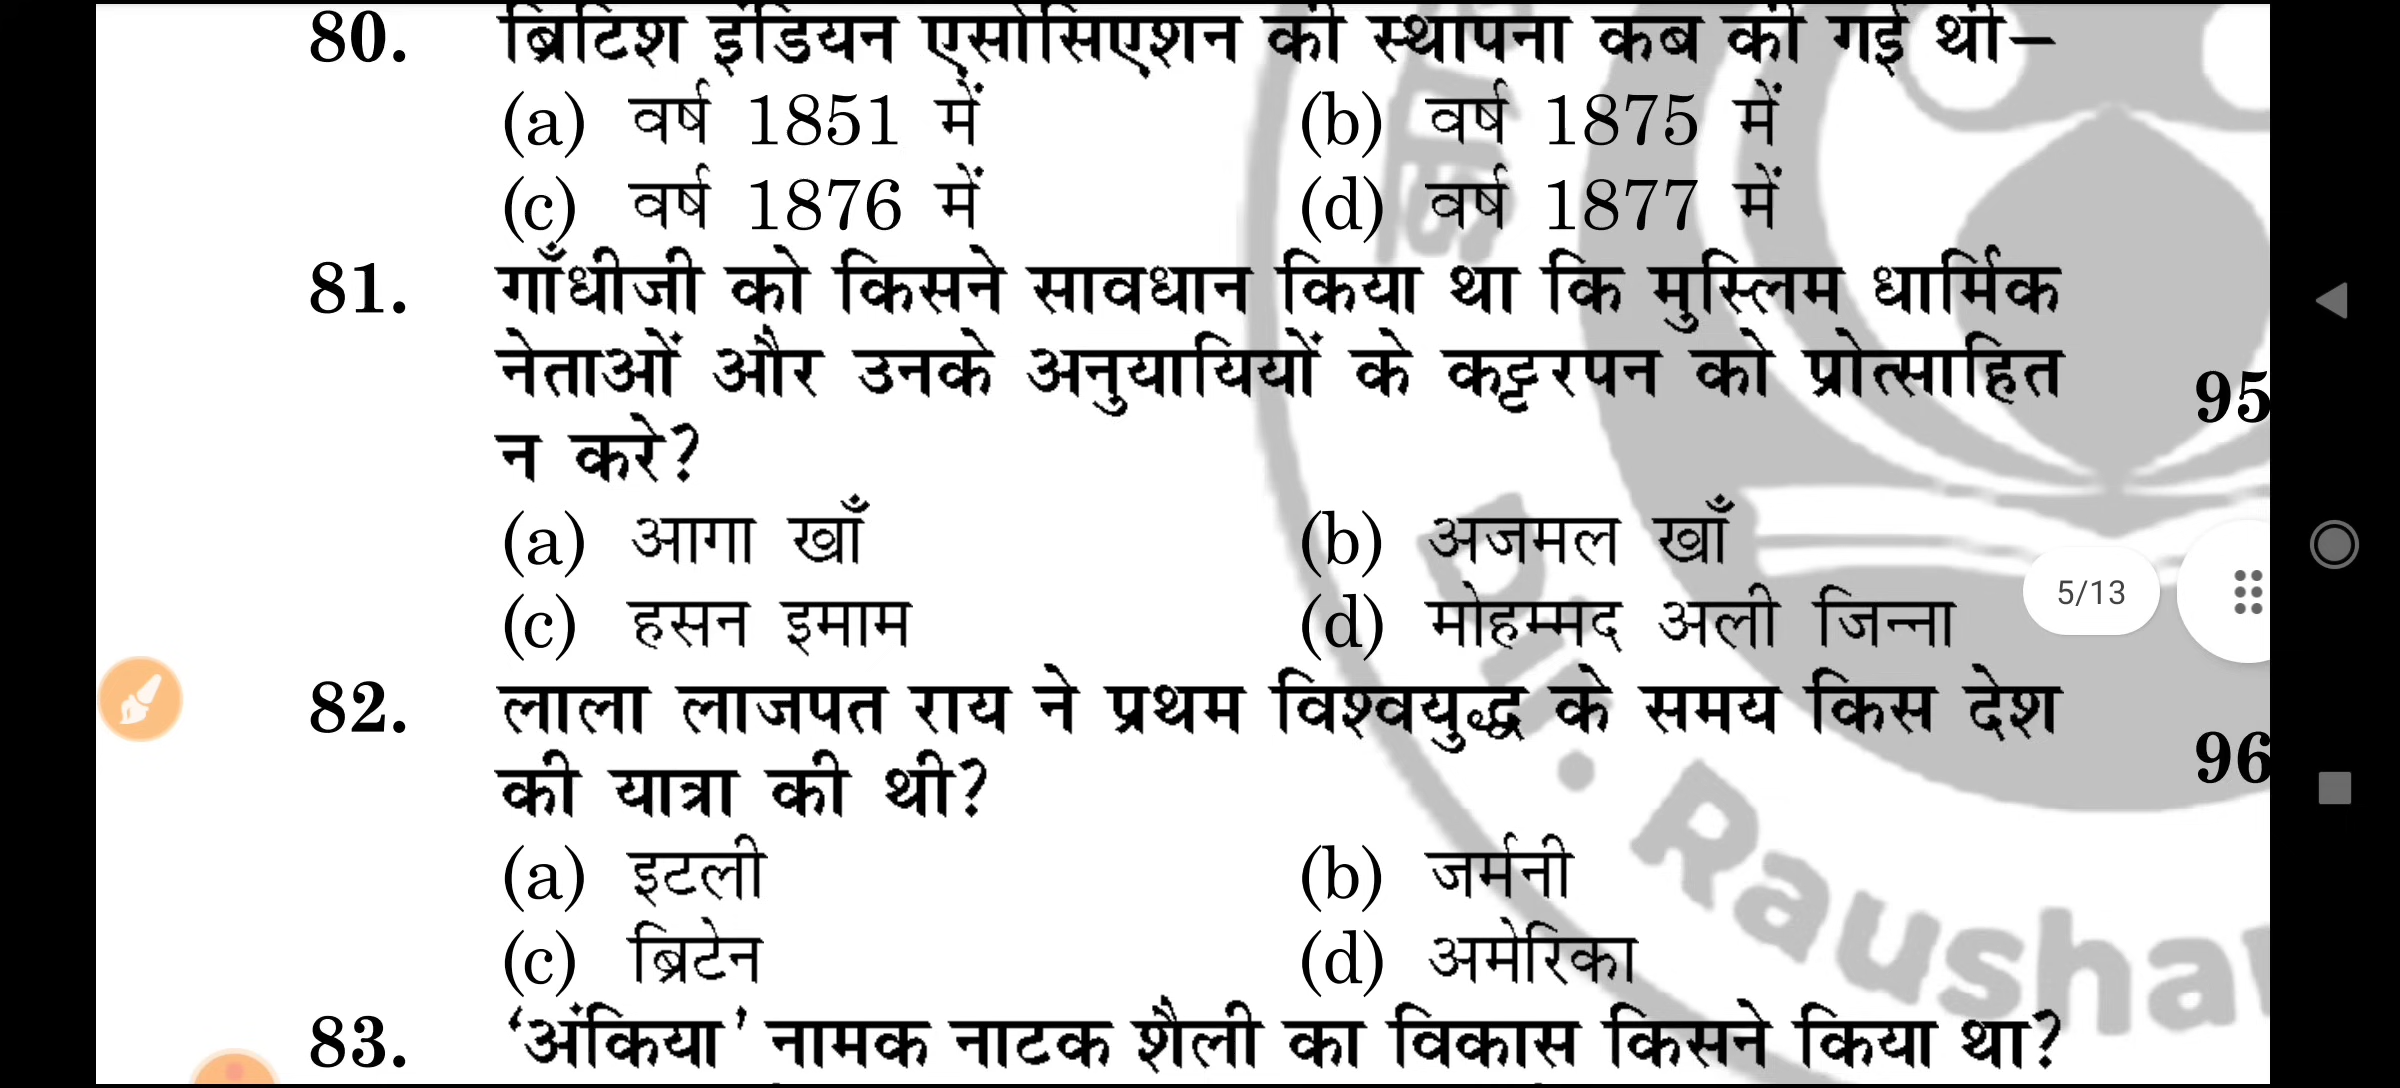 80. ब्रिटिश इंडियन एसोसिएशन की स्थापना कब की गई थी–
(a) वर्ष 1851 में (b) वर्ष 1875 में
(c) वर्ष 1876 में (d) वर्ष 1877 में
81. गाँधीजी को किसने सावधान किया था कि मुस्लिम धार्मिक
नेताओं और उनके अनुयायियों के कट्टरपन को प्रोत्साहित
न करे?
(a) आगा खाँ (b) अजमल खाँ
(c) हसन इमाम (d) मोहम्मद अली जिन्ना
82. लाला लाजपत राय ने प्रथम विश्वयुद्ध के समय किस देश
की यात्रा की थी?
(a) इटली (b) जर्मनी
(c) ब्रिटेन (d) अमेरिका
83. ‘अंकिया’ नामक नाटक शैली का विकास किसने किया था?
95
96
5/13
Dr. Rausha